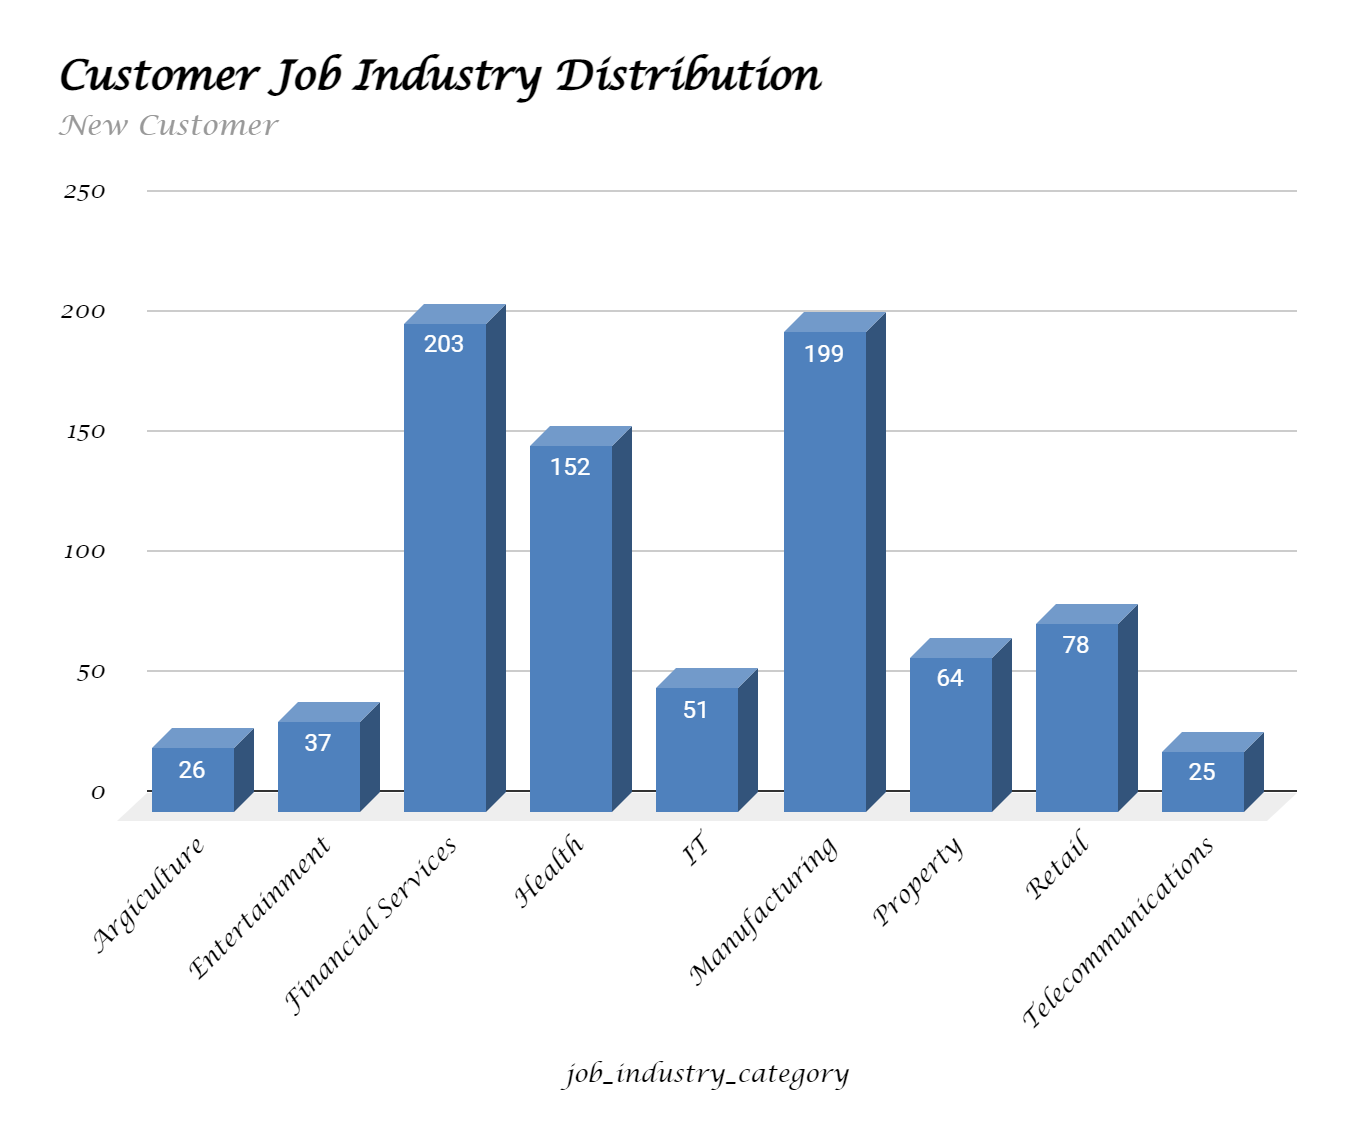 Customer Job Industry Distribution
New Customer
250
200
150
100
50
0
203
199
152
78
64
51
37
26
25
Argiculture
Entertainment
Financial Services
Health
IT
Manufacturing
Property
Retail
Telecommunications
job_industry_category